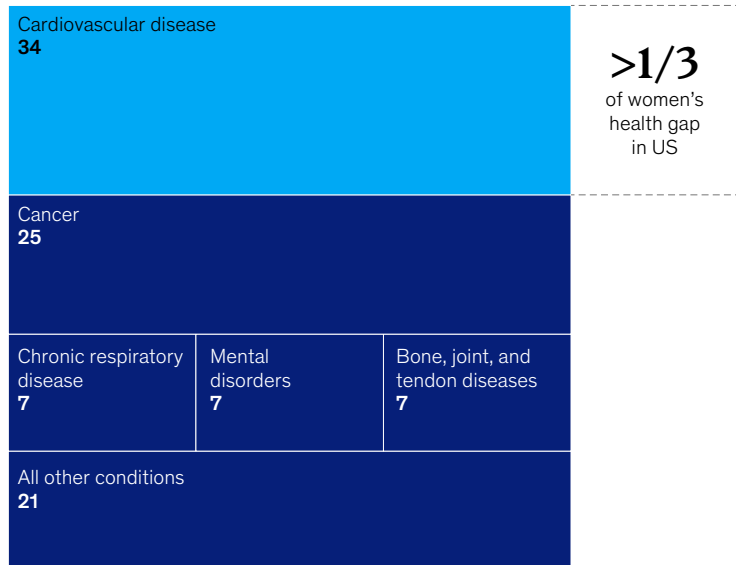 Cardiovascular disease
34
>1/3
of women’s
health gap
in US
Cancer
25
Chronic respiratory
disease
7
Mental
disorders
7
Bone, joint, and
tendon diseases
7
All other conditions
21